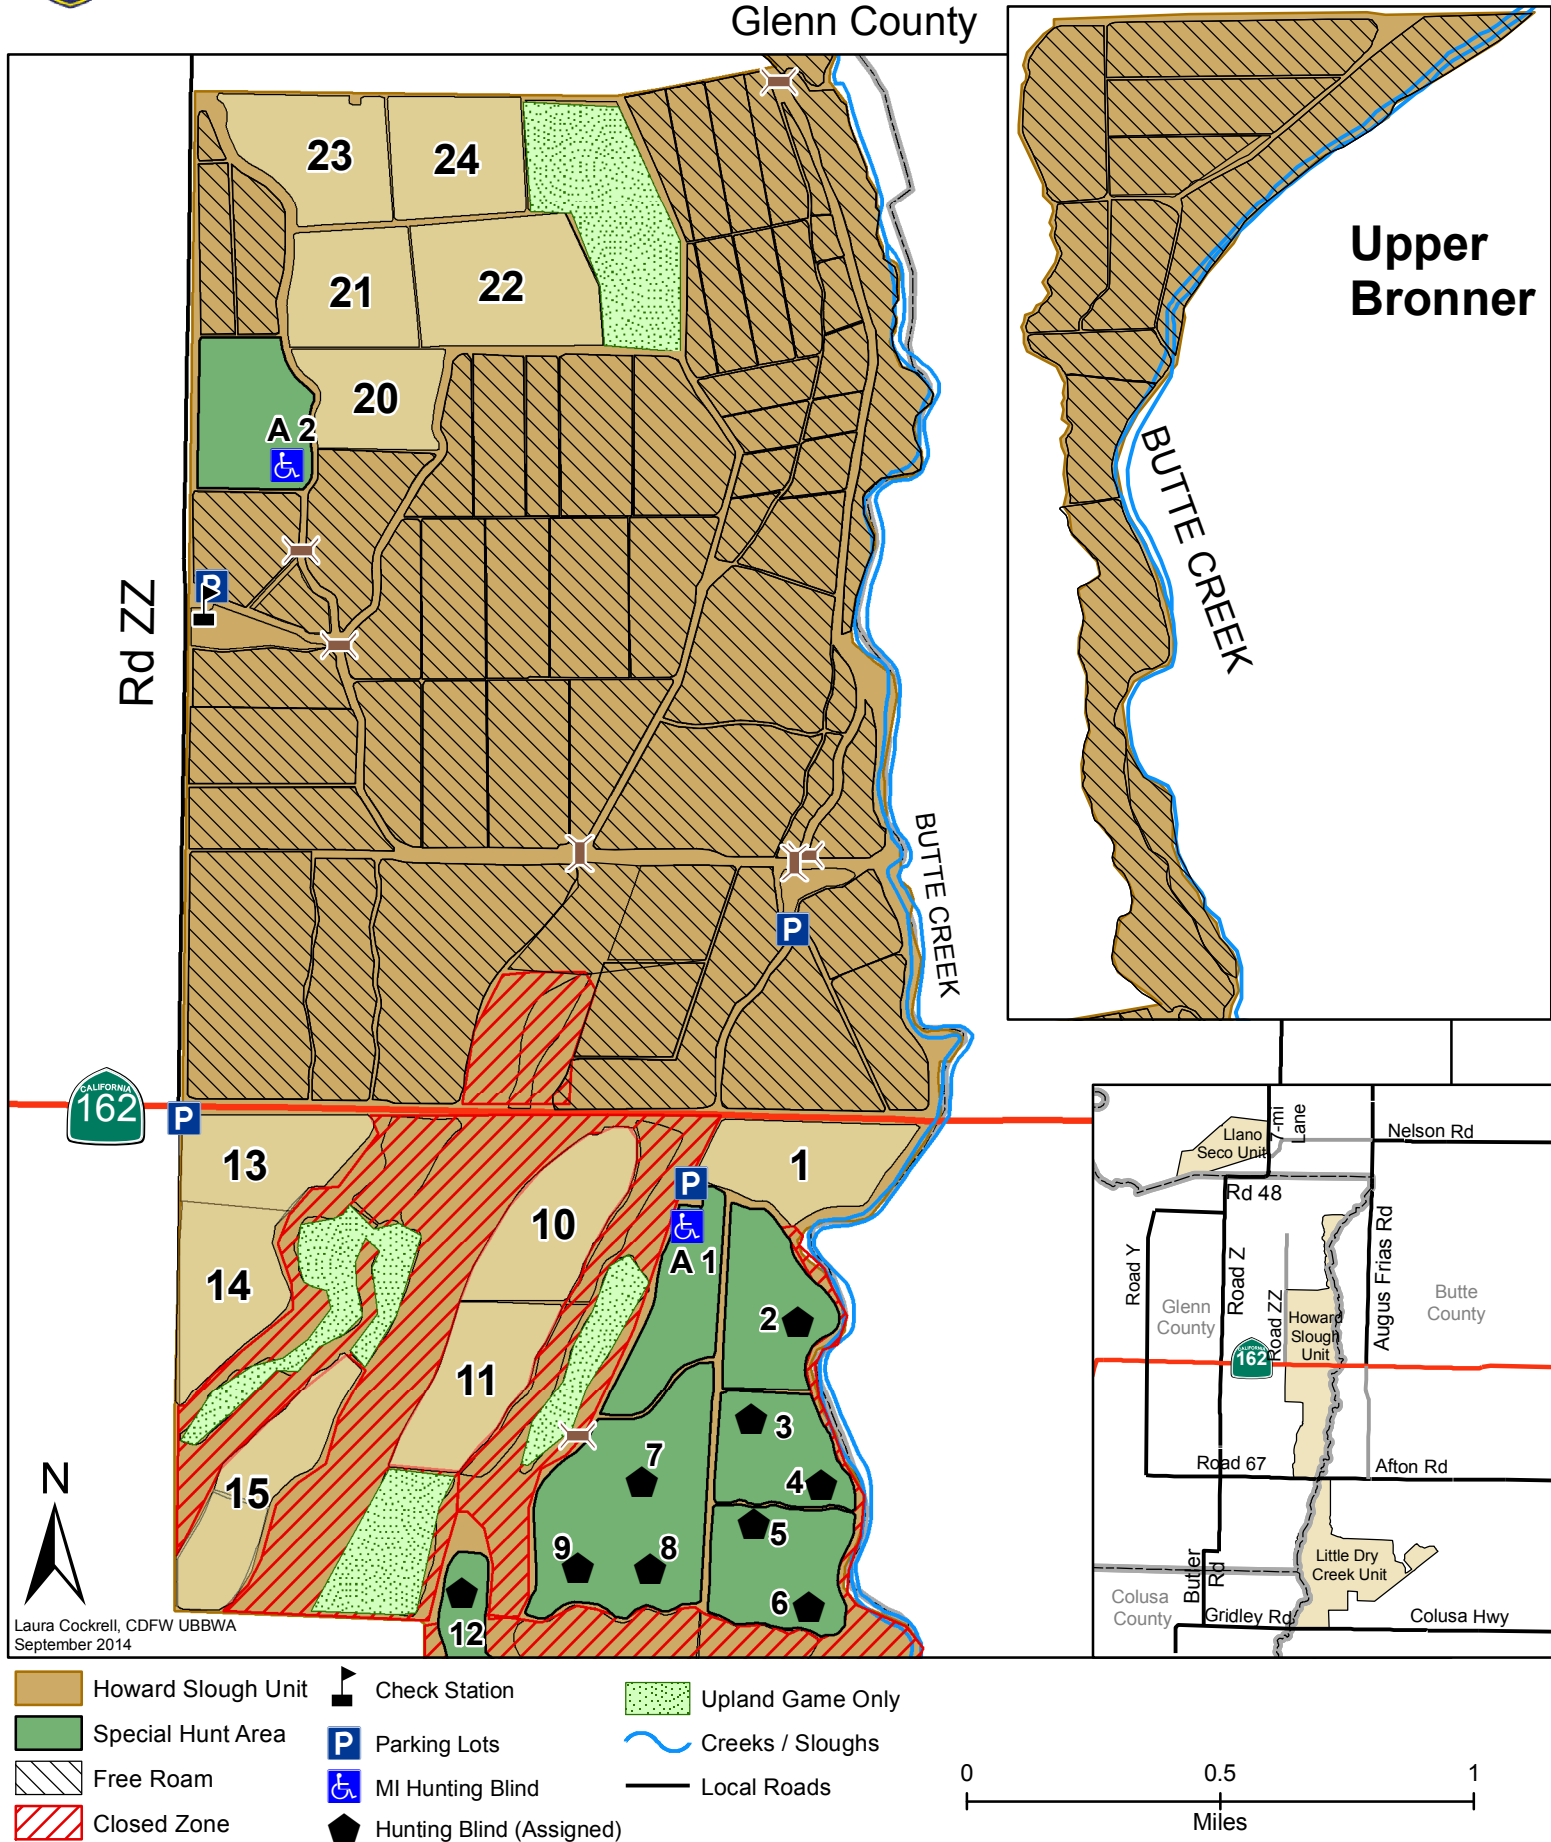 Glenn County
Upper
Bronner
23
24
21
22
20
A 2
P
Rd ZZ
BUTTE CREEK
BUTTE CREEK
P
CALIFORNIA
162
P
13
1
P
10
A 1
14
2
11
3
7
4
15
5
9
8
6
12
N
Laura Cockrell, CDFW UBBWA
September 2014
7-mi
Lane
Nelson Rd
Llano
Seco Unit
Rd 48
Road Y
Road Z
Road ZZ
Augus Frias Rd
Glenn
County
Butte
County
Howard
Slough
Unit
CALIFORNIA
162
Road 67
Afton Rd
Little Dry
Creek Unit
Butler
Rd
Colusa
County
Gridley Rd
Colusa Hwy
Howard Slough Unit
Special Hunt Area
Free Roam
Closed Zone
Check Station
P
Parking Lots
MI Hunting Blind
Hunting Blind (Assigned)
Upland Game Only
Creeks / Sloughs
Local Roads
0
0.5
1
Miles